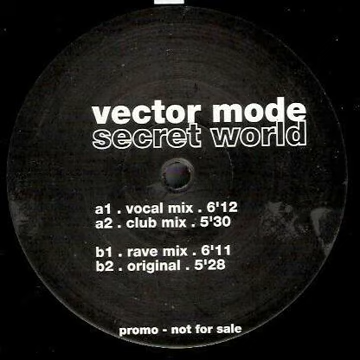 vector mode
secret world
a1 . vocal mix . 6'12
a2 . club mix . 5'30
b1 . rave mix . 6'11
b2 . original . 5'28
promo - not for sale